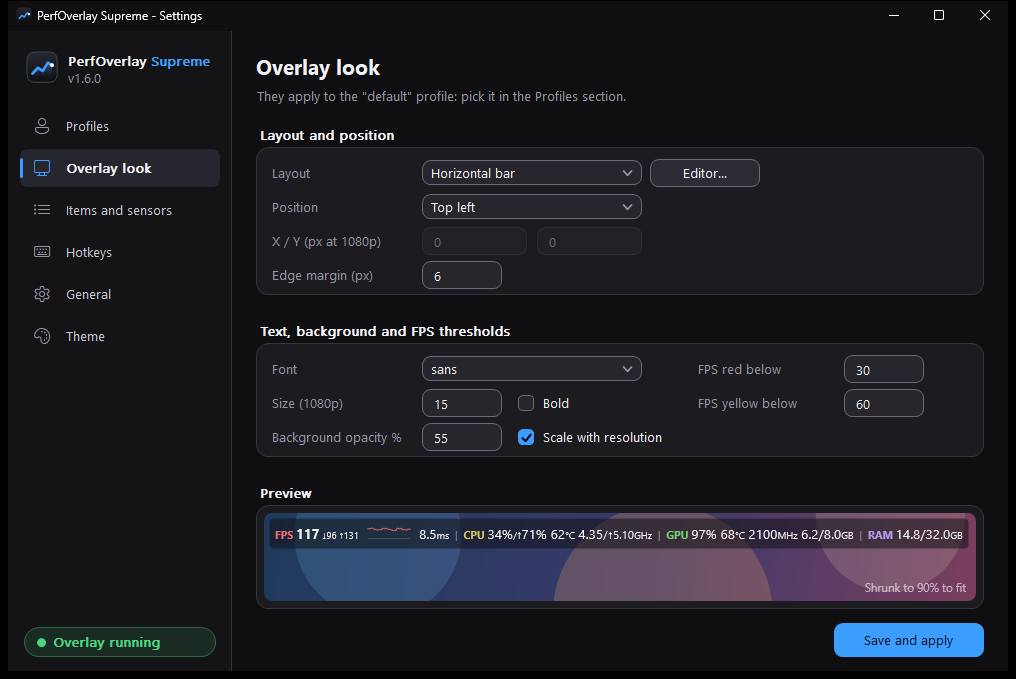 PerfOverlay Supreme - Settings
PerfOverlay Supreme
v1.6.0
Profiles
Overlay look
Items and sensors
Hotkeys
General
Theme
Overlay running
Overlay look
They apply to the "default" profile: pick it in the Profiles section.
Layout and position
Layout Horizontal bar Editor...
Position Top left
X / Y (px at 1080p) 0 0
Edge margin (px) 6
Text, background and FPS thresholds
Font sans FPS red below 30
Size (1080p) 15 Bold FPS yellow below 60
Background opacity % 55 Scale with resolution
Preview
FPS 117 ↓96 ↑131 8.5ms | CPU 34%/↑71% 62°C 4.35/↑5.10GHz | GPU 97% 68°C 2100MHz 6.2/8.0GB | RAM 14.8/32.0GB
Shrunk to 90% to fit
Save and apply